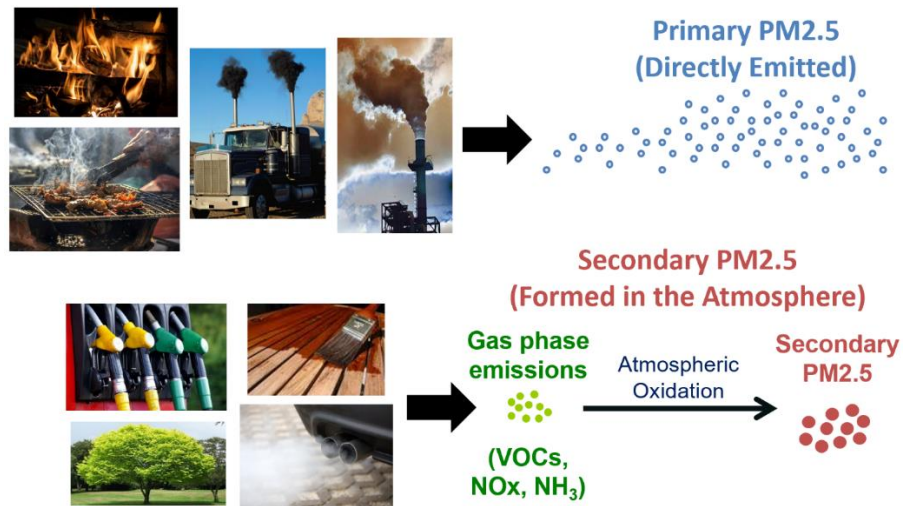 Primary PM2.5
(Directly Emitted)
Secondary PM2.5
(Formed in the Atmosphere)
Gas phase
emissions
Atmospheric
Oxidation
Secondary
PM2.5
(VOCs,
NOx, NH₃)